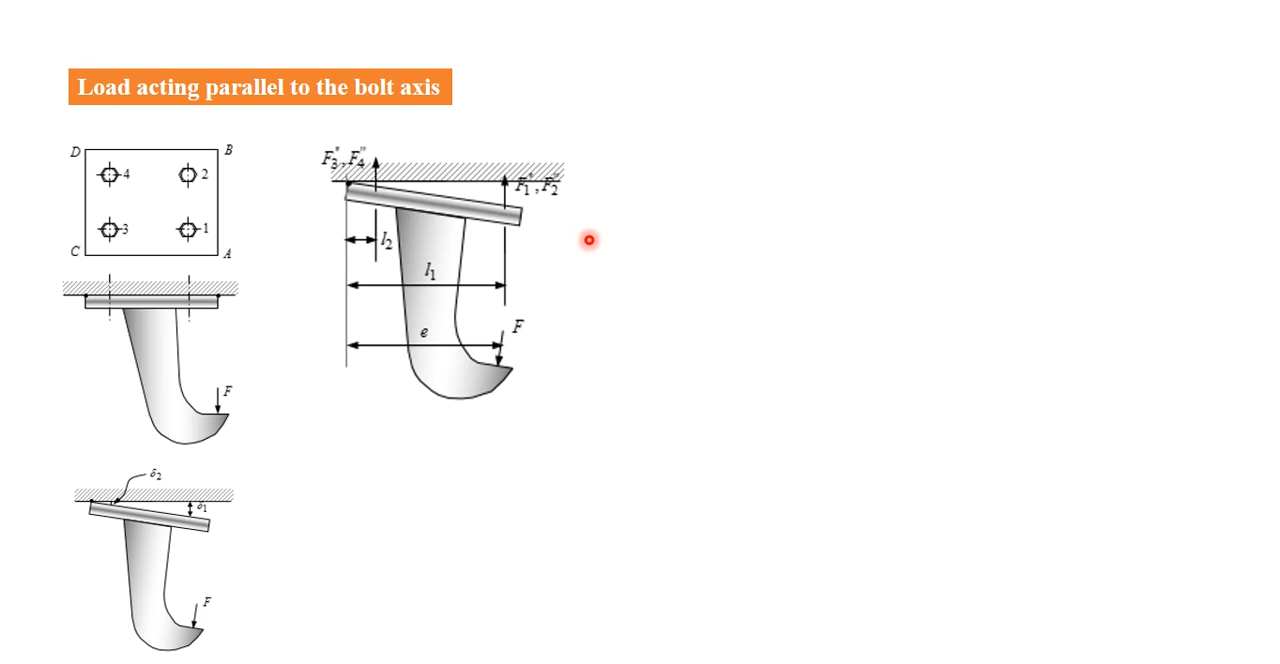 Load acting parallel to the bolt axis
D
B
4
2
3
1
C
A
F
δ2
δ1
F
F3″, F4″
F1″, F2″
l2
l1
e
F